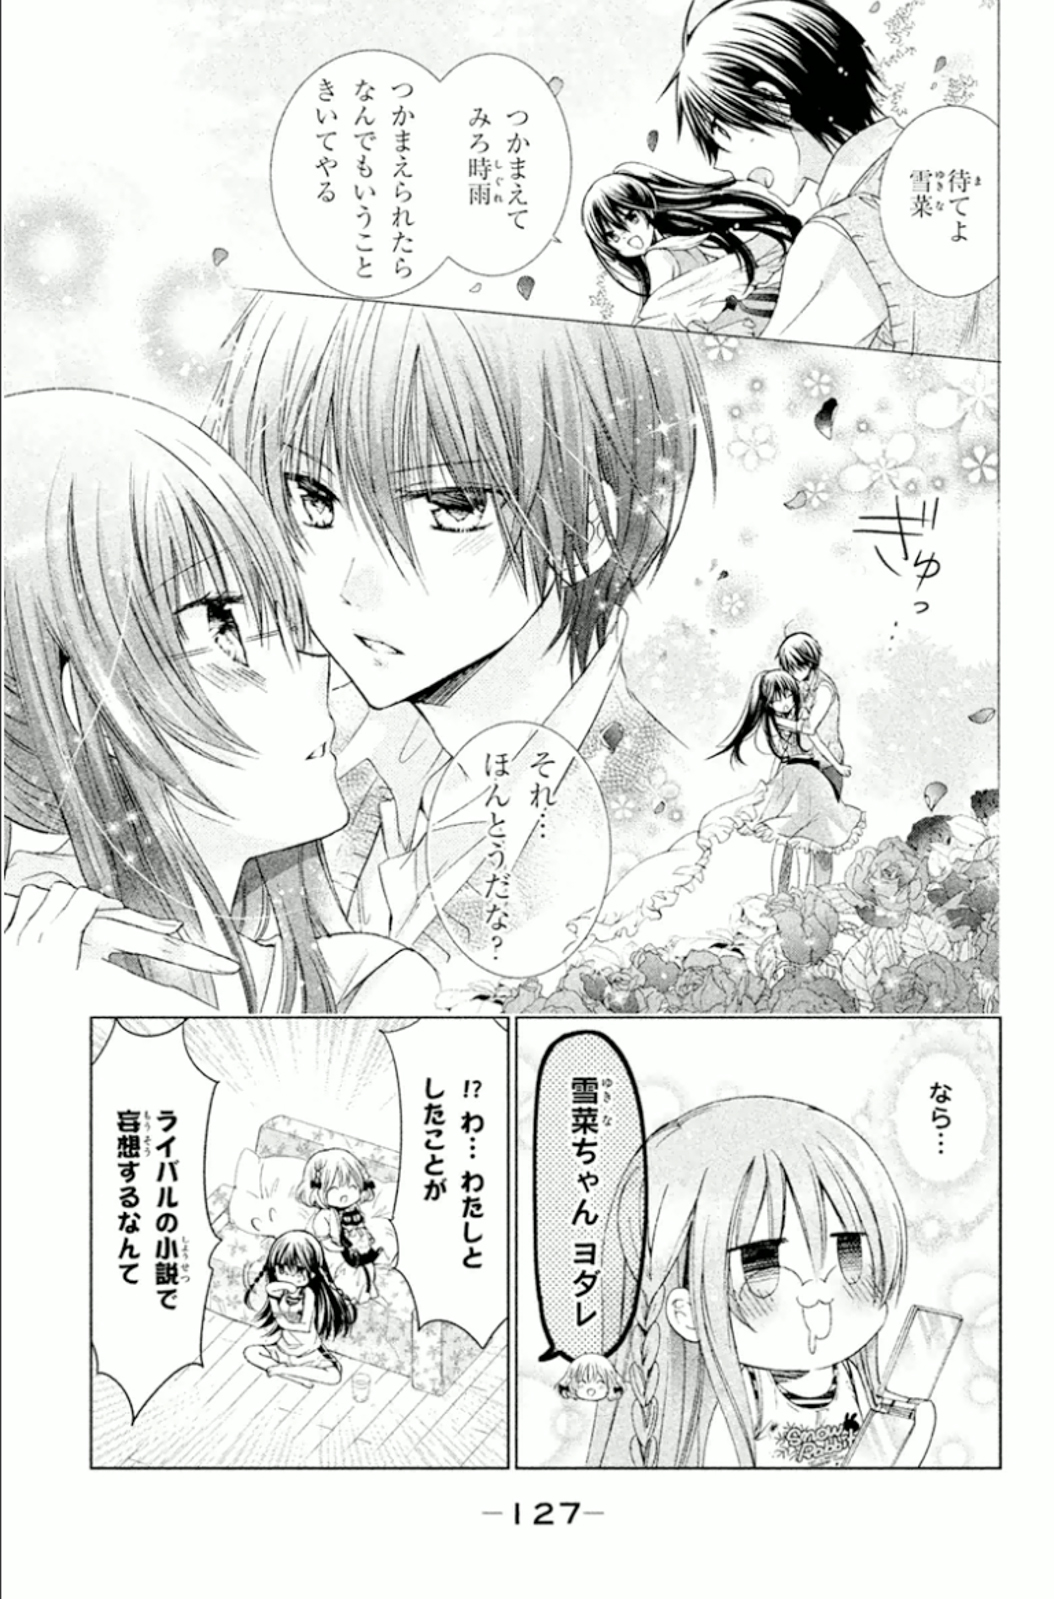 待てよ
雪菜
つかまえて
みろ時雨
つかまえられたら
なんでもいうこと
きいてやる
ぎゅっ
それ…
ほんとうだな？
なら…
雪菜ちゃん ヨダレ
Snow
Rabbit
!? わ… わたしと
したことが
ライバルの小説で
妄想するなんて
127